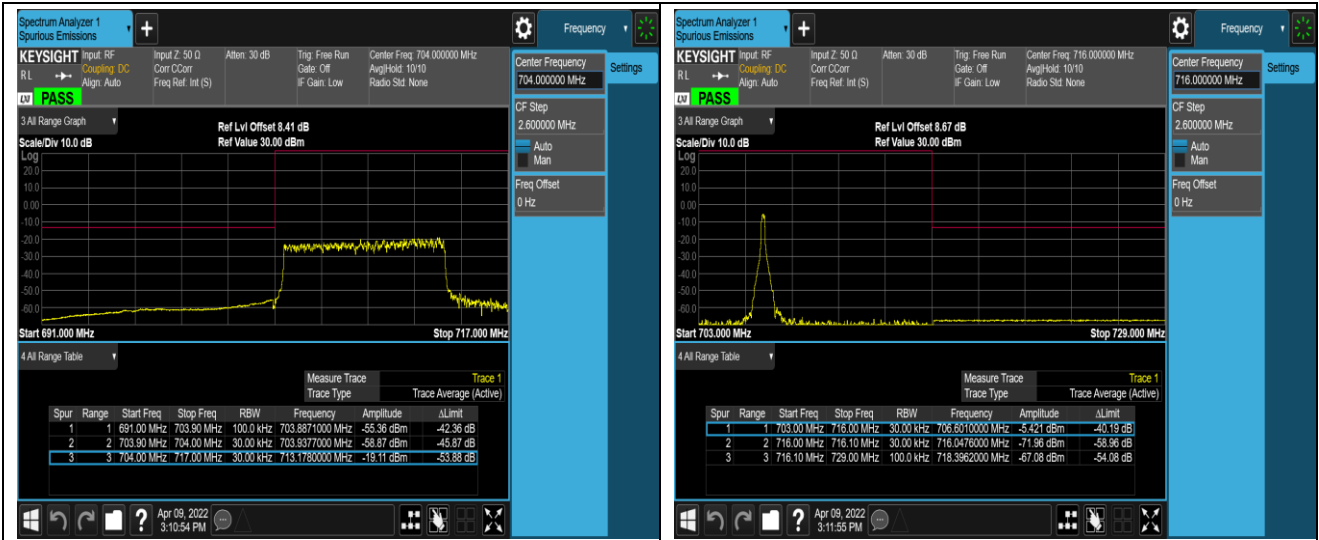 Spectrum Analyzer 1
Spurious Emissions
+
Frequency
KEYSIGHT Input: RF Input Z: 50 Ω Atten: 30 dB Trig: Free Run Center Freq: 704.000000 MHz
Coupling: DC Corr CCorr Gate: Off Avg|Hold: 10/10
RL Align: Auto Freq Ref: Int (S) IF Gain: Low Radio Std: None
LXI PASS
3 All Range Graph
Ref Lvl Offset 8.41 dB
Scale/Div 10.0 dB Ref Value 30.00 dBm
Log
20.0
10.0
0.00
-10.0
-20.0
-30.0
-40.0
-50.0
-60.0
Start 691.000 MHz Stop 717.000 MHz
4 All Range Table
Measure Trace Trace 1
Trace Type Trace Average (Active)
Spur Range Start Freq Stop Freq RBW Frequency Amplitude ΔLimit
1 1 691.00 MHz 703.90 MHz 100.0 kHz 703.8871000 MHz -55.36 dBm -42.36 dB
2 2 703.90 MHz 704.00 MHz 30.00 kHz 703.9377000 MHz -58.87 dBm -45.87 dB
3 3 704.00 MHz 717.00 MHz 30.00 kHz 713.1780000 MHz -19.11 dBm -53.88 dB
? Apr 09, 2022
3:10:54 PM
Center Frequency
704.000000 MHz
Settings
CF Step
2.600000 MHz
Auto
Man
Freq Offset
0 Hz
Spectrum Analyzer 1
Spurious Emissions
+
Frequency
KEYSIGHT Input: RF Input Z: 50 Ω Atten: 30 dB Trig: Free Run Center Freq: 716.000000 MHz
Coupling: DC Corr CCorr Gate: Off Avg|Hold: 10/10
RL Align: Auto Freq Ref: Int (S) IF Gain: Low Radio Std: None
LXI PASS
3 All Range Graph
Ref Lvl Offset 8.67 dB
Scale/Div 10.0 dB Ref Value 30.00 dBm
Log
20.0
10.0
0.00
-10.0
-20.0
-30.0
-40.0
-50.0
-60.0
Start 703.000 MHz Stop 729.000 MHz
4 All Range Table
Measure Trace Trace 1
Trace Type Trace Average (Active)
Spur Range Start Freq Stop Freq RBW Frequency Amplitude ΔLimit
1 1 703.00 MHz 716.00 MHz 30.00 kHz 706.6010000 MHz -5.421 dBm -40.19 dB
2 2 716.00 MHz 716.10 MHz 30.00 kHz 716.0476000 MHz -71.96 dBm -58.96 dB
3 3 716.10 MHz 729.00 MHz 100.0 kHz 718.3962000 MHz -67.08 dBm -54.08 dB
? Apr 09, 2022
3:11:55 PM
Center Frequency
716.000000 MHz
Settings
CF Step
2.600000 MHz
Auto
Man
Freq Offset
0 Hz